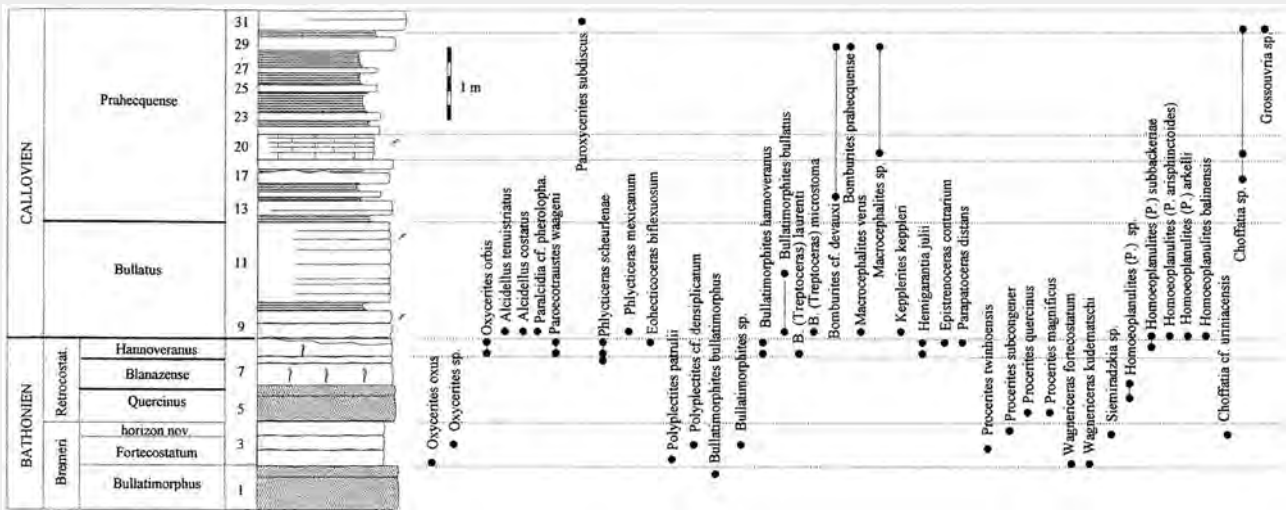 CALLOVIEN
BATHONIEN
Retrocostat.
Bremeri
Prahecquense
Bullatus
Hannoveranus
Blanazense
Quercinus
horizon nov.
Fortecostatum
Bullatimorphus
31
29
27
25
23
20
17
13
11
9
7
5
3
1
1 m
Oxycerites oxus
Oxycerites sp.
Oxycerites orbis
Alcidellus tenuistriatus
Alcidellus costatus
Paralcidia cf. pterolopha.
Paroecotraustes waageni
Paroxycerites subdiscus
Phlycticeras scheurlenae
Phlycticeras mexicanum
Eohecticoceras biflexuosum
Polyplectites parulii
Polyplectites cf. densiplicatum
Bullatimorphites bullatimorphus
Bullatimorphites sp.
Bullatimorphites hannoveranus
Bullatimorphites bullatus
B. (Treptoceras) laurenti
B. (Treptoceras) microstoma
Bomburites cf. devauxi
Bomburites prahecquense
Macrocephalites verus
Macrocephalites sp.
Kepplerites keppleri
Hemigarantia julii
Epistrenoceras contrarium
Parapatoceras distans
Procerites twinhoensis
Procerites subcongener
Procerites quercinus
Procerites magnificus
Wagnericeras fortecostatum
Wagnericeras kudernatschi
Siemiradzkia sp.
Homoeoplanulites (P.) sp.
Homoeoplanulites (P.) subbackeriae
Homoeoplanulites (P. arisphinctoides)
Homoeoplanulites (P.) arkelli
Homoeoplanulites balinensis
Choffatia cf. uriniacensis
Choffatia sp.
Grossouvria sp.